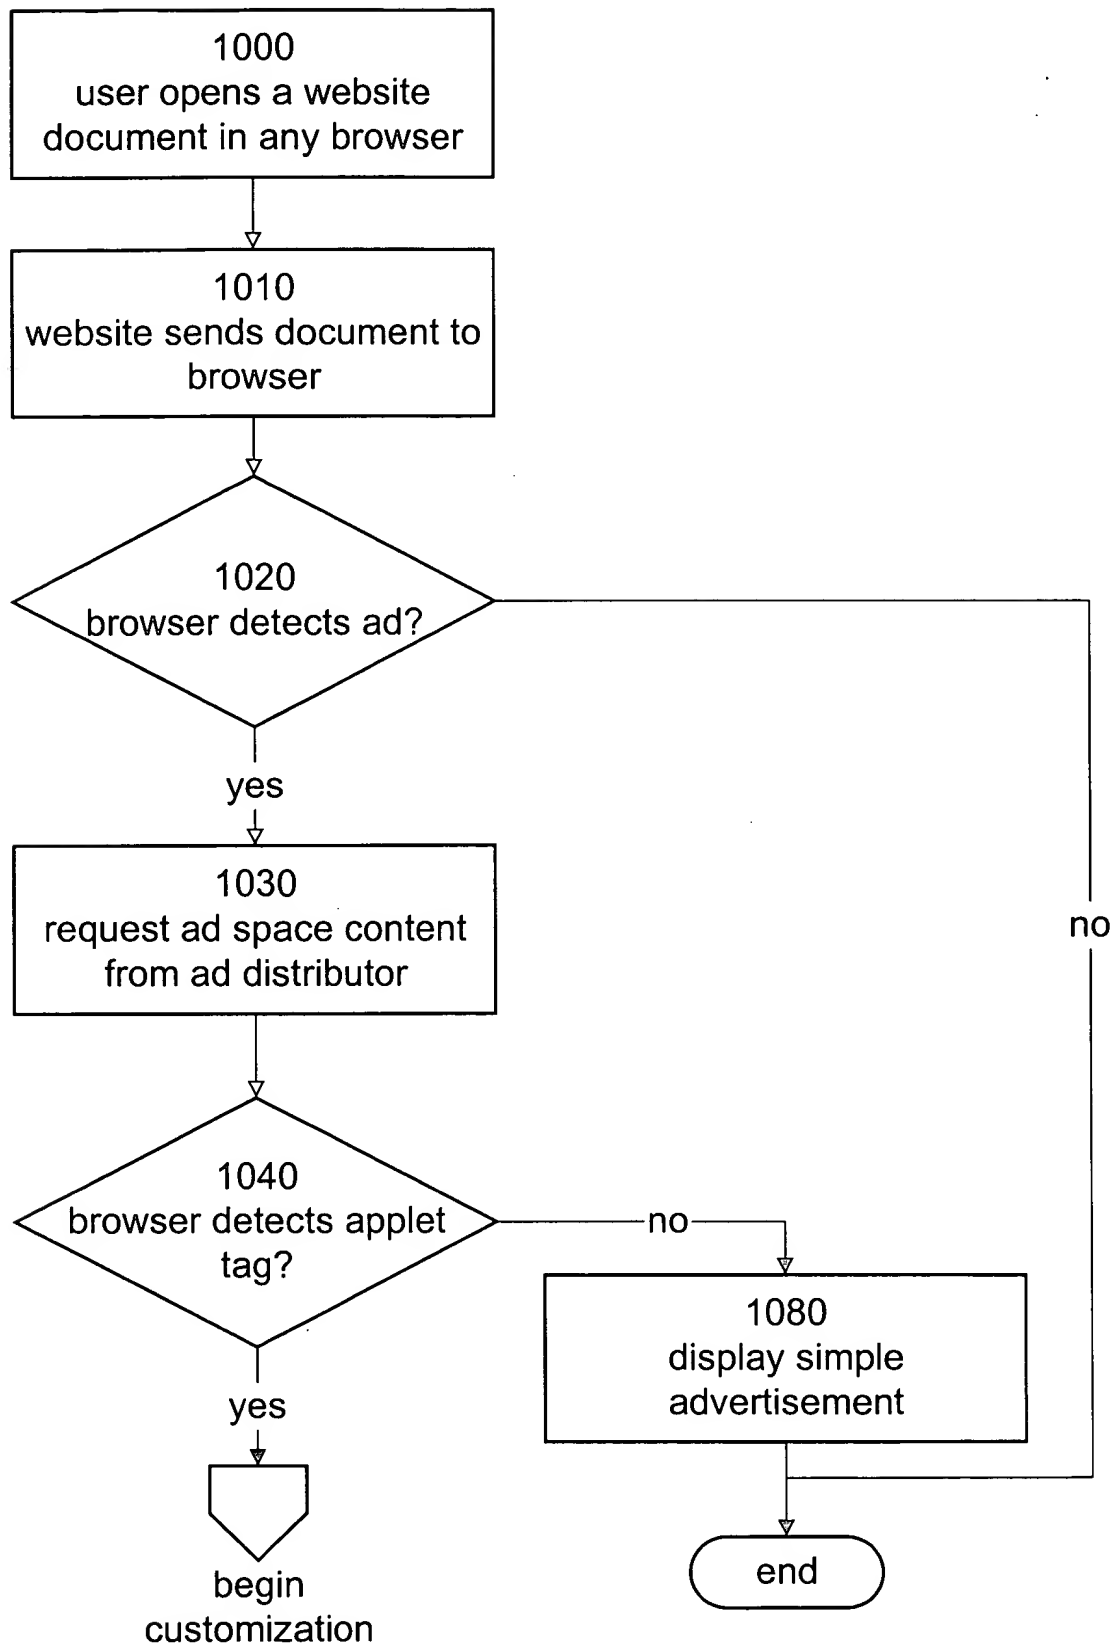 1000
user opens a website
document in any browser
1010
website sends document to
browser
1020
browser detects ad?
yes
no
1030
request ad space content
from ad distributor
1040
browser detects applet
tag?
no
yes
1080
display simple
advertisement
begin
customization
end